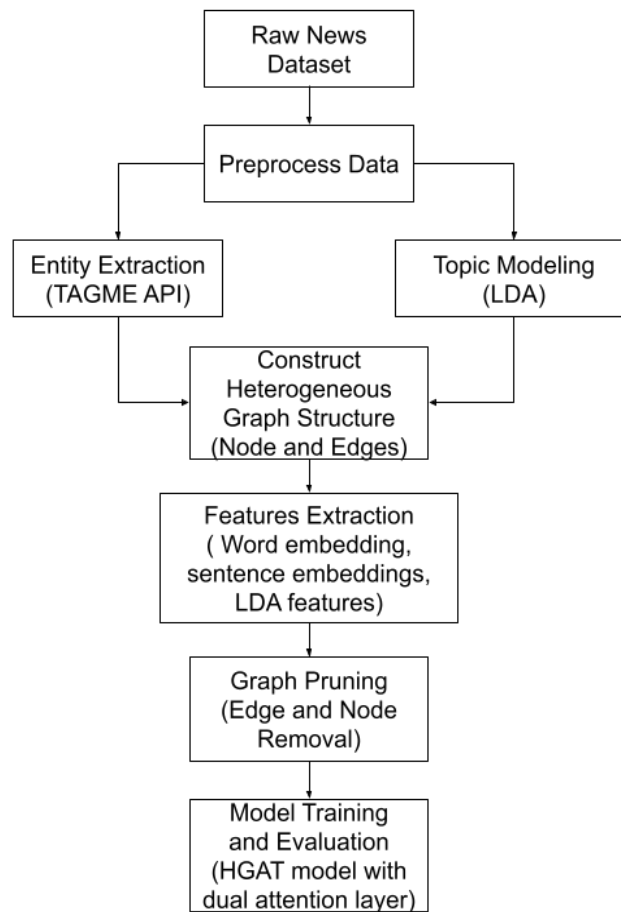 Raw News
Dataset
Preprocess Data
Entity Extraction
(TAGME API)
Topic Modeling
(LDA)
Construct
Heterogeneous
Graph Structure
(Node and Edges)
Features Extraction
( Word embedding,
sentence embeddings,
LDA features)
Graph Pruning
(Edge and Node
Removal)
Model Training
and Evaluation
(HGAT model with
dual attention layer)